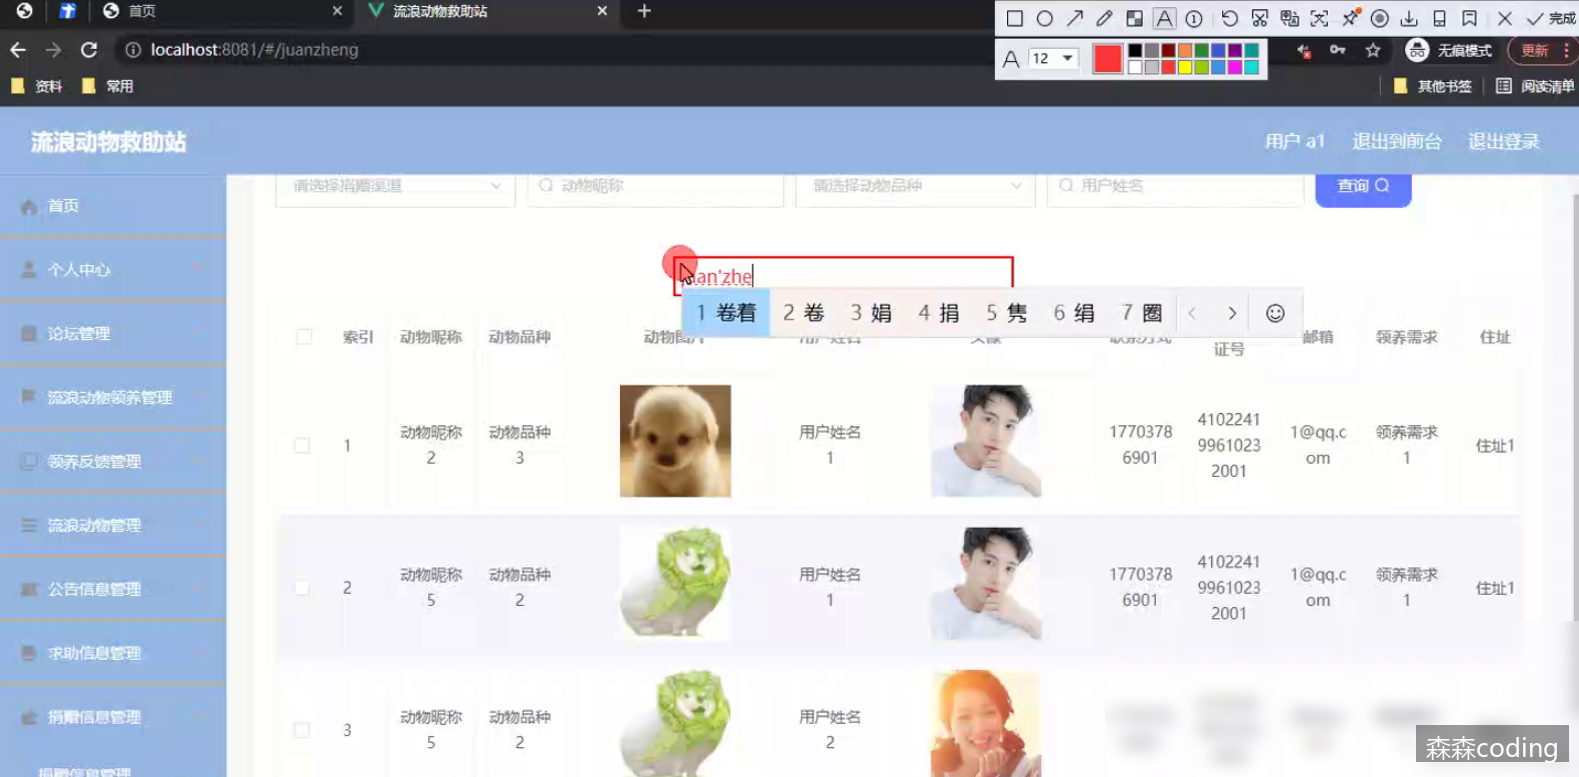 首页
流浪动物救助站
localhost:8081/#/juanzheng
无痕模式
更新
完成
A 12
资料
常用
其他书签
阅读清单
流浪动物救助站
用户 a1
退出到前台
退出登录
首页
个人中心
论坛管理
流浪动物领养管理
领养反馈管理
流浪动物管理
公告信息管理
求助信息管理
捐赠信息管理
捐赠信息管理
请选择捐赠渠道
动物昵称
请选择动物品种
用户姓名
查询
an'zhe
1 卷着 2 卷 3 娟 4 捐 5 隽 6 绢 7 圈
索引 动物昵称 动物品种 动物图片 用户姓名 联系方式 证号 邮箱 领养需求 住址
1 动物昵称2 动物品种3 用户姓名1 17703786901 410224199610232001 1@qq.com 领养需求1 住址1
2 动物昵称5 动物品种2 用户姓名1 17703786901 410224199610232001 1@qq.com 领养需求1 住址1
3 动物昵称5 动物品种2 用户姓名2
森森coding